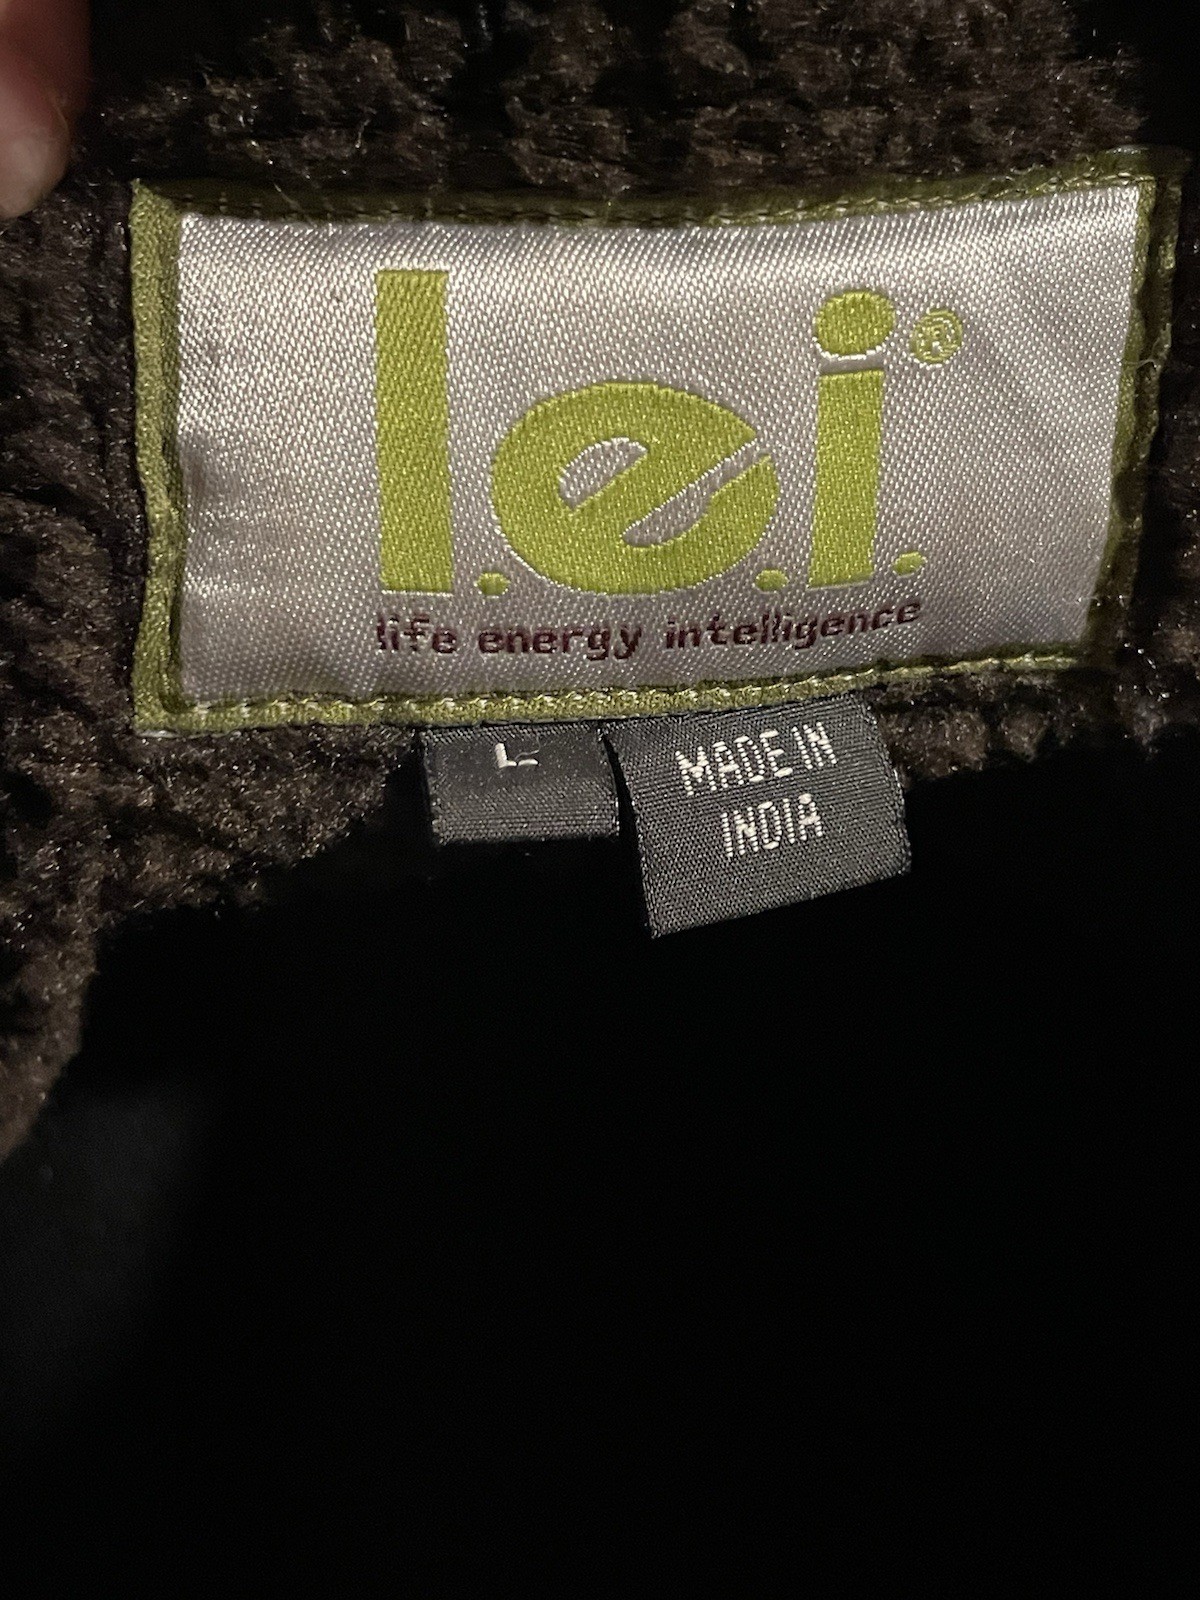 l.e.i.®
life energy intelligence
L
MADE IN
INDIA